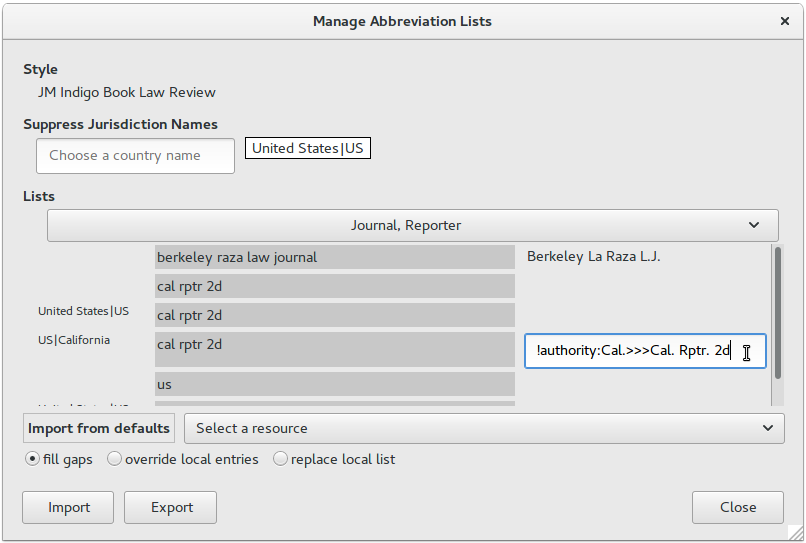 Manage Abbreviation Lists
×
Style
JM Indigo Book Law Review
Suppress Jurisdiction Names
Choose a country name
United States|US
Lists
Journal, Reporter
berkeley raza law journal Berkeley La Raza L.J.
cal rptr 2d
United States|US cal rptr 2d
US|California cal rptr 2d !authority:Cal.>>>Cal. Rptr. 2d
us
United States|US
Import from defaults Select a resource
fill gaps override local entries replace local list
Import Export Close